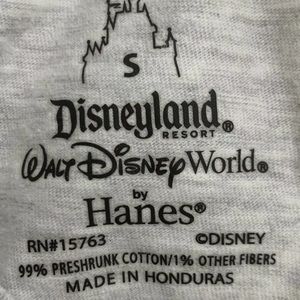 S
Disneyland®
RESORT
Walt Disney World®
by
Hanes®
RN#15763 ©DISNEY
99% PRESHRUNK COTTON/1% OTHER FIBERS
MADE IN HONDURAS